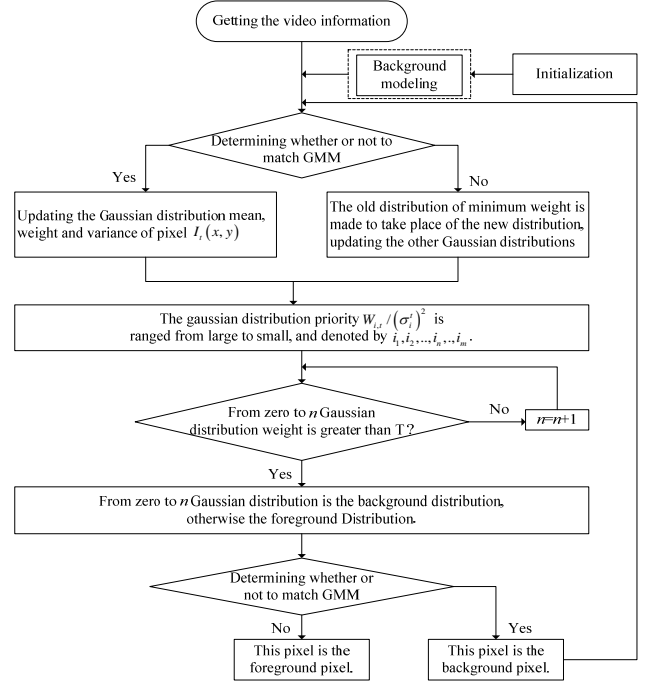 Getting the video information
Background
modeling
Initialization
Determining whether or not to
match GMM
Yes
No
Updating the Gaussian distribution mean,
weight and variance of pixel I_t(x, y)
The old distribution of minimum weight is
made to take place of the new distribution,
updating the other Gaussian distributions
The gaussian distribution priority W_{i,t}/(σ_i^t)^2 is
ranged from large to small, and denoted by i_1,i_2,..,i_n,..,i_m.
From zero to n Gaussian
distribution weight is greater than T?
No
n=n+1
Yes
From zero to n Gaussian distribution is the background distribution,
otherwise the foreground Distribution.
Determining whether or
not to match GMM
No
Yes
This pixel is the
foreground pixel.
This pixel is the
background pixel.